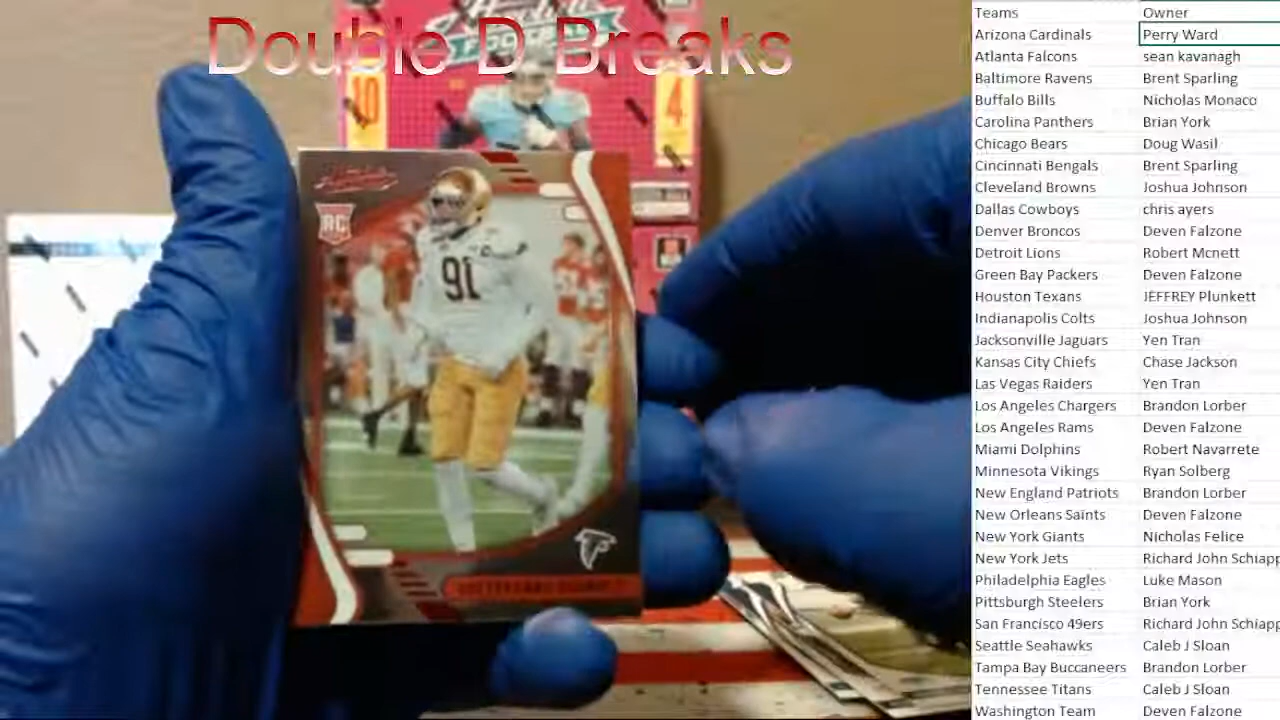 Double D Breaks
FOOTBALL
10
4
RC
91
Teams Owner
Arizona Cardinals Perry Ward
Atlanta Falcons sean kavanagh
Baltimore Ravens Brent Sparling
Buffalo Bills Nicholas Monaco
Carolina Panthers Brian York
Chicago Bears Doug Wasil
Cincinnati Bengals Brent Sparling
Cleveland Browns Joshua Johnson
Dallas Cowboys chris ayers
Denver Broncos Deven Falzone
Detroit Lions Robert Mcnett
Green Bay Packers Deven Falzone
Houston Texans JEFFREY Plunkett
Indianapolis Colts Joshua Johnson
Jacksonville Jaguars Yen Tran
Kansas City Chiefs Chase Jackson
Las Vegas Raiders Yen Tran
Los Angeles Chargers Brandon Lorber
Los Angeles Rams Deven Falzone
Miami Dolphins Robert Navarrete
Minnesota Vikings Ryan Solberg
New England Patriots Brandon Lorber
New Orleans Saints Deven Falzone
New York Giants Nicholas Felice
New York Jets Richard John Schiapp
Philadelphia Eagles Luke Mason
Pittsburgh Steelers Brian York
San Francisco 49ers Richard John Schiapp
Seattle Seahawks Caleb J Sloan
Tampa Bay Buccaneers Brandon Lorber
Tennessee Titans Caleb J Sloan
Washington Team Deven Falzone